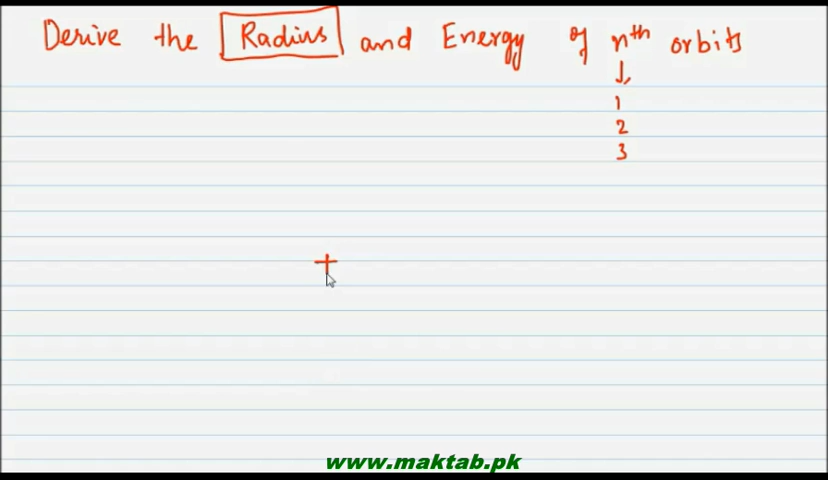 Derive the Radius and Energy of nth orbits
↓
1
2
3
+
www.maktab.pk